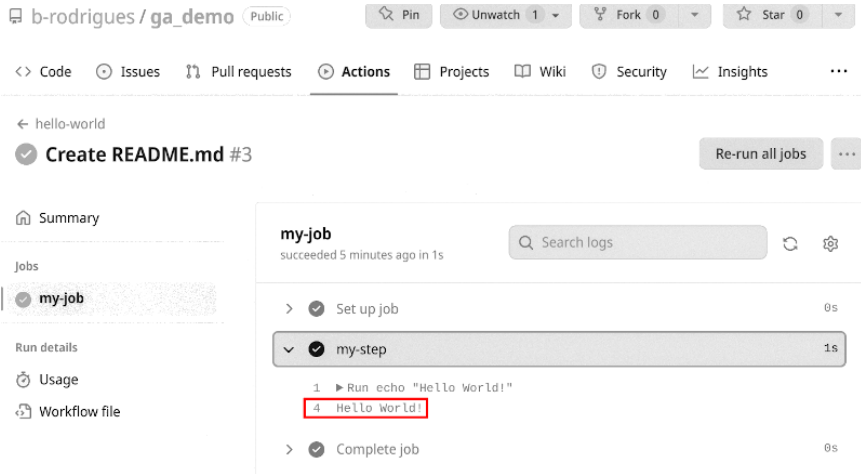 b-rodrigues / ga_demo Public Pin Unwatch 1 Fork 0 Star 0
Code Issues Pull requests Actions Projects Wiki Security Insights ...
← hello-world
Create README.md #3
Re-run all jobs ...
Summary
Jobs
my-job
Run details
Usage
Workflow file
my-job
succeeded 5 minutes ago in 1s
Search logs
Set up job 0s
my-step 1s
1 Run echo "Hello World!"
4 Hello World!
Complete job 0s